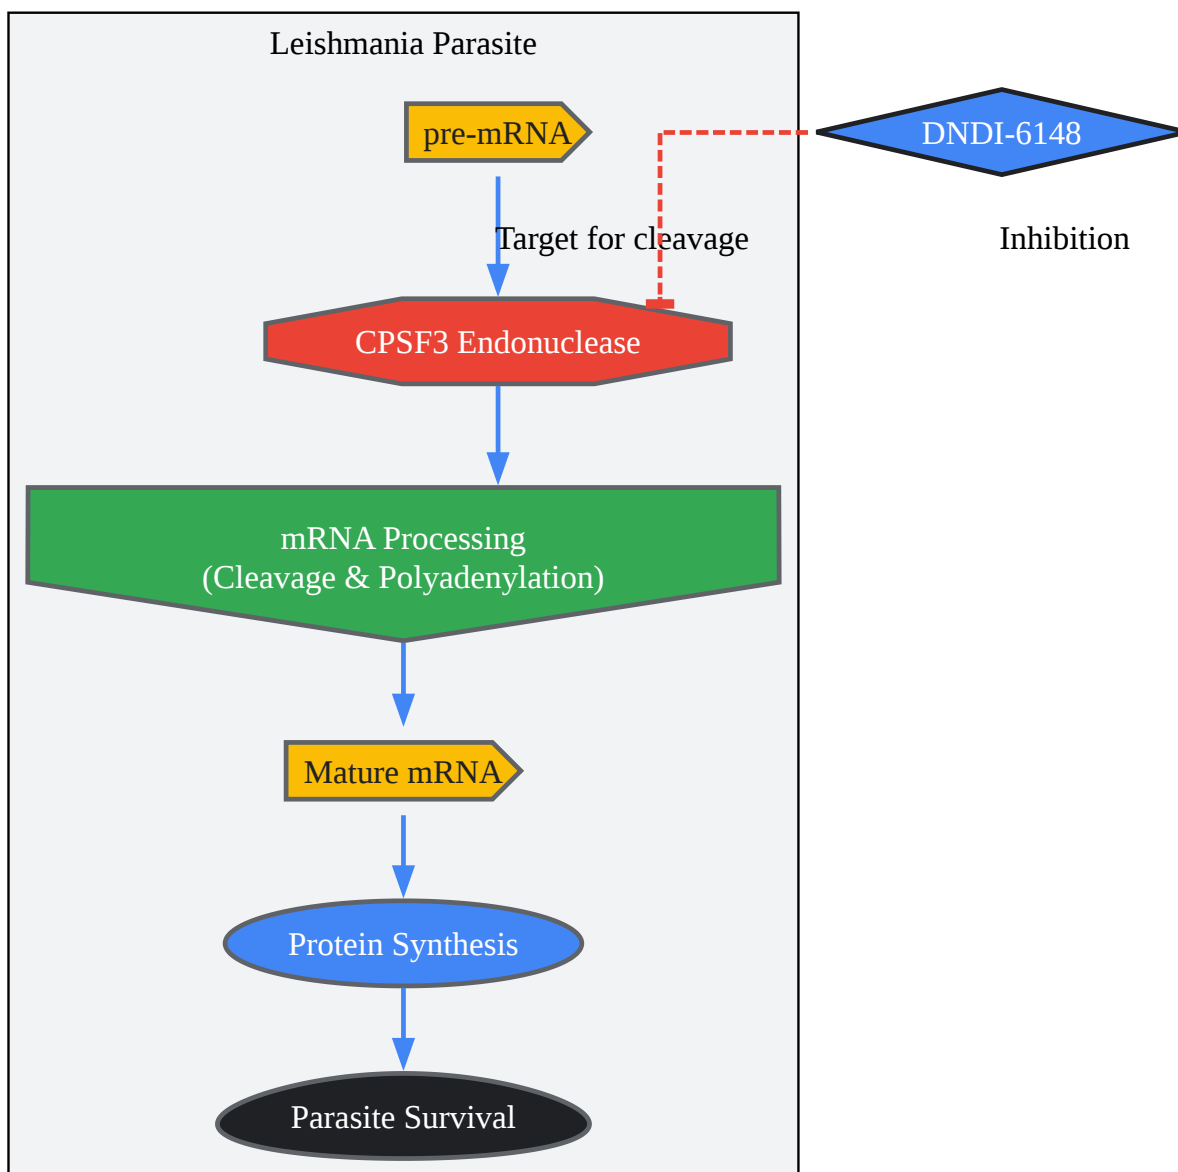 Leishmania Parasite
pre-mRNA
DNDI-6148
Target for cleavage
Inhibition
CPSF3 Endonuclease
mRNA Processing
(Cleavage & Polyadenylation)
Mature mRNA
Protein Synthesis
Parasite Survival